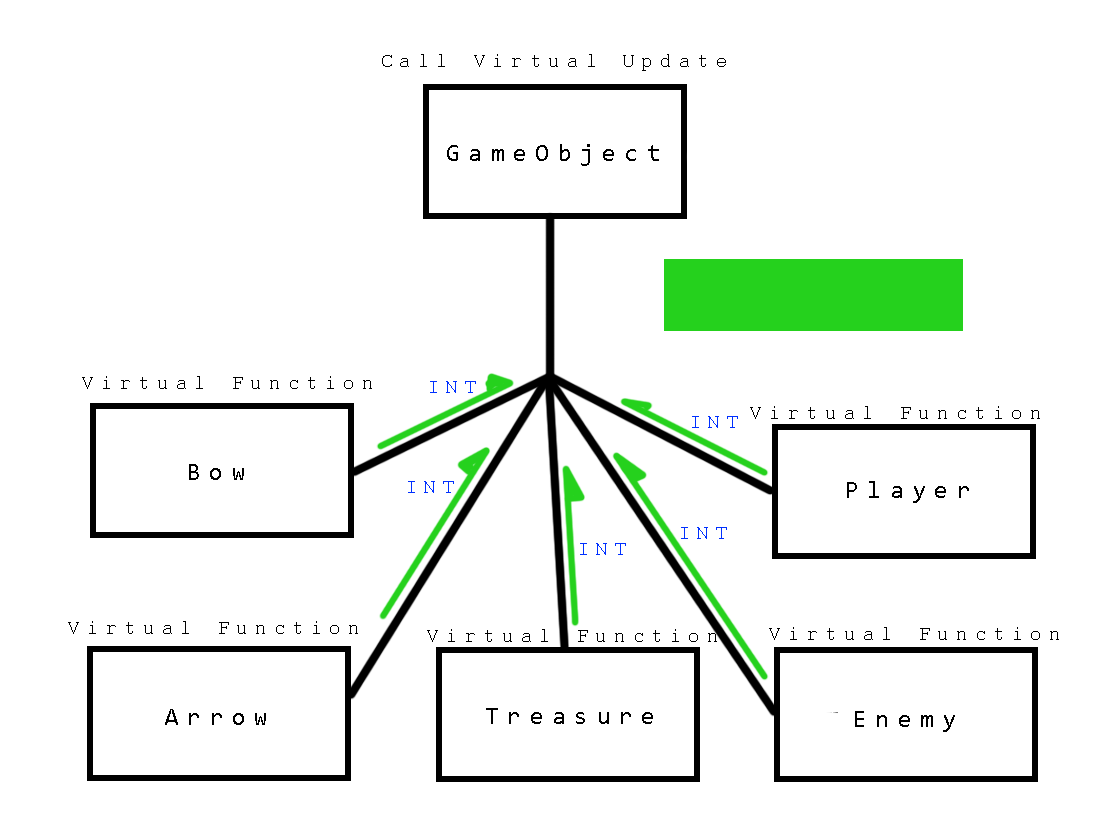 Call Virtual Update
GameObject
Virtual Function
INT
INT
Virtual Function
Bow
INT
Player
INT
INT
Virtual Function
Virtual Function
Virtual Function
Arrow
Treasure
Enemy